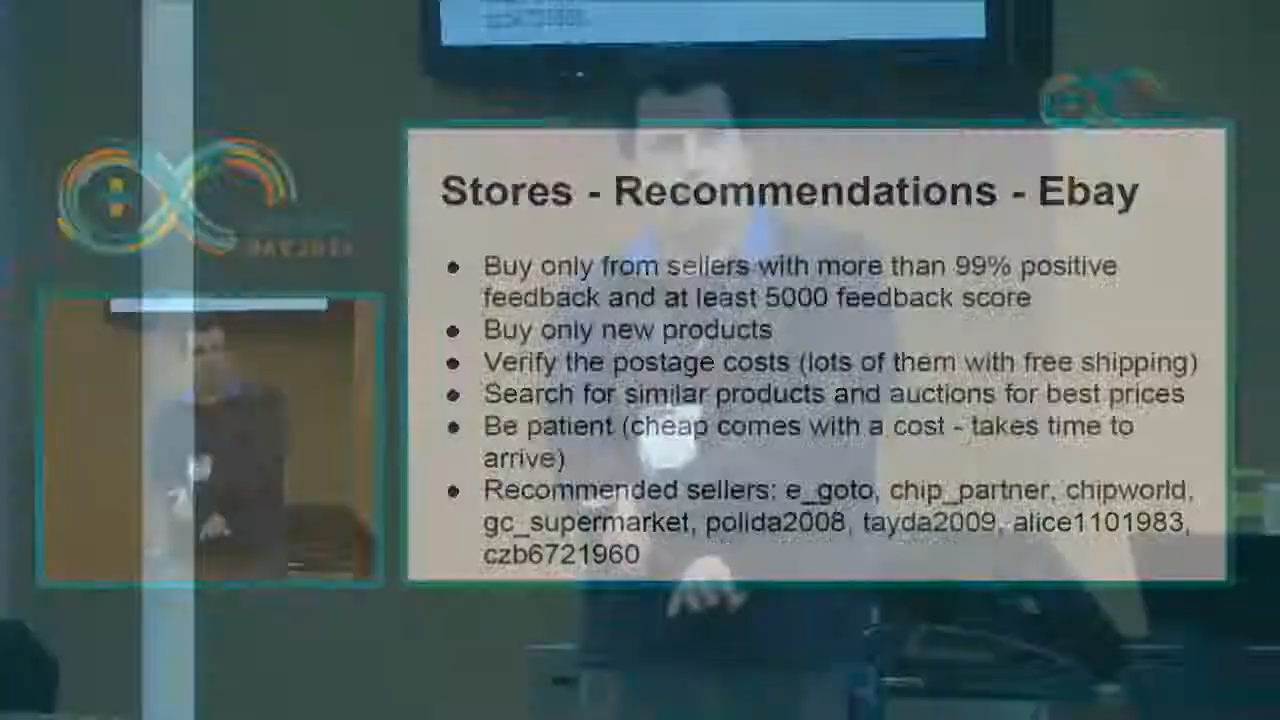 Stores - Recommendations - Ebay
● Buy only from sellers with more than 99% positive
feedback and at least 5000 feedback score
● Buy only new products
● Verify the postage costs (lots of them with free shipping)
● Search for similar products and auctions for best prices
● Be patient (cheap comes with a cost - takes time to
arrive)
● Recommended sellers: e_goto, chip_partner, chipworld,
gc_supermarket, polida2008, tayda2009, alice1101983,
czb6721960